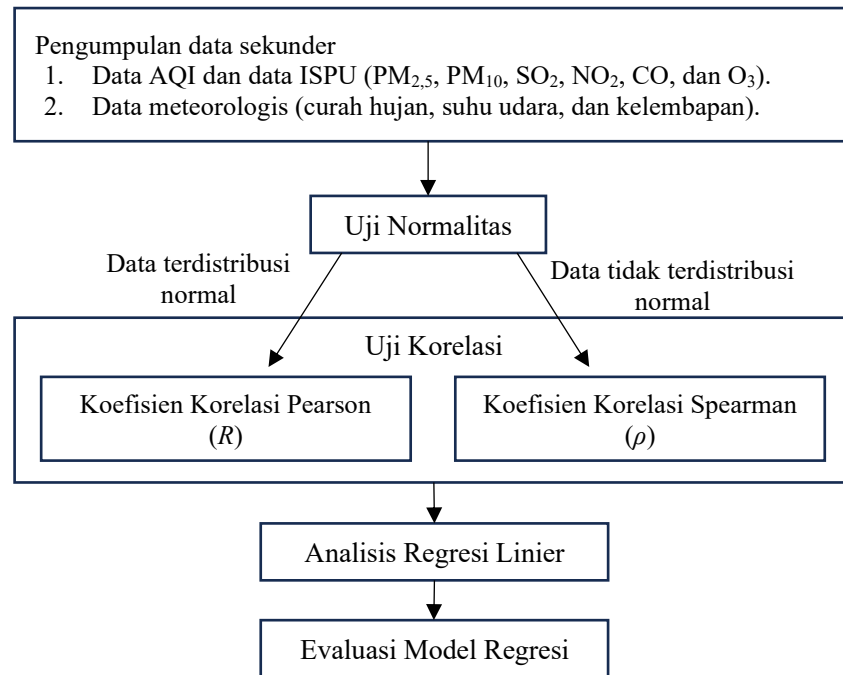 Pengumpulan data sekunder
1. Data AQI dan data ISPU (PM₂,₅, PM₁₀, SO₂, NO₂, CO, dan O₃).
2. Data meteorologis (curah hujan, suhu udara, dan kelembapan).
Uji Normalitas
Data terdistribusi
normal
Data tidak terdistribusi
normal
Uji Korelasi
Koefisien Korelasi Pearson
(R)
Koefisien Korelasi Spearman
(ρ)
Analisis Regresi Linier
Evaluasi Model Regresi